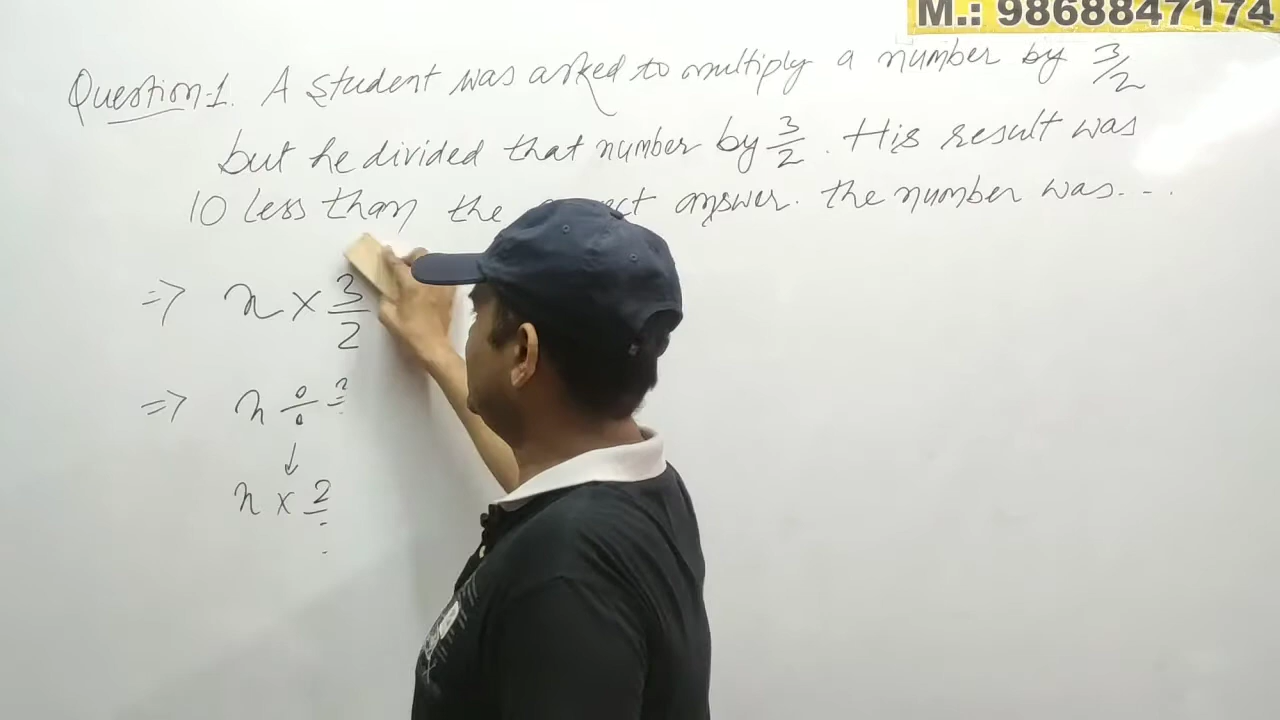 M.: 9868847174
Question 1. A student was asked to multiply a number by 3/2
but he divided that number by 3/2. His result was
10 less than the answer. the number was...
=> x × 3/2
=> x ÷
↓
x × 2